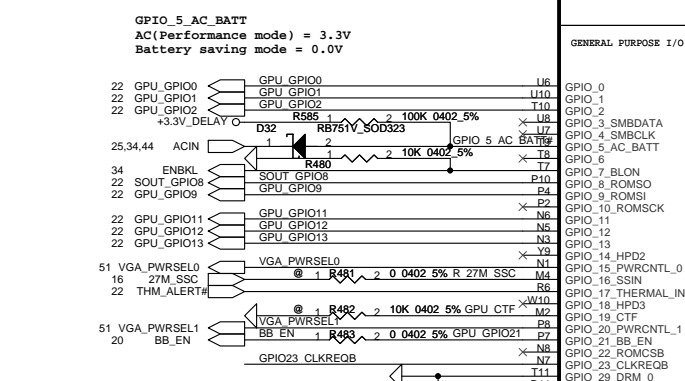 GPIO_5_AC_BATT
AC(Performance mode) = 3.3V
Battery saving mode = 0.0V
GENERAL PURPOSE I/O
22 GPU_GPIO0 GPU_GPIO0 U6 GPIO_0
22 GPU_GPIO1 GPU_GPIO1 U10 GPIO_1
22 GPU_GPIO2 GPU_GPIO2 T10 GPIO_2
+3.3V_DELAY R585 1 2 100K 0402_5% U8 GPIO_3_SMBDATA
D32 RB751V_SOD323 U7 GPIO_4_SMBCLK
25,34,44 ACIN 1 2 GPIO_5_AC_BATT# T9 GPIO_5_AC_BATT
R480 1 2 10K 0402_5% T8 GPIO_6
34 ENBKL T7 GPIO_7_BLON
22 SOUT_GPIO8 SOUT_GPIO8 P10 GPIO_8_ROMSO
22 GPU_GPIO9 GPU_GPIO9 P4 GPIO_9_ROMSI
P2 GPIO_10_ROMSCK
22 GPU_GPIO11 GPU_GPIO11 N6 GPIO_11
22 GPU_GPIO12 GPU_GPIO12 N5 GPIO_12
22 GPU_GPIO13 GPU_GPIO13 N3 GPIO_13
Y9 GPIO_14_HPD2
51 VGA_PWRSEL0 VGA_PWRSEL0 N1 GPIO_15_PWRCNTL_0
16 27M_SSC @ 1 R481 2 0_0402_5% R_27M_SSC M4 GPIO_16_SSIN
22 THM_ALERT# R6 GPIO_17_THERMAL_IN
W10 GPIO_18_HPD3
@ 1 R482 2 10K_0402_5% GPU_CTF M2 GPIO_19_CTF
51 VGA_PWRSEL1 VGA_PWRSEL1 P8 GPIO_20_PWRCNTL_1
20 BB_EN BB_EN 1 R483 2 0_0402_5% GPU_GPIO21 P7 GPIO_21_BB_EN
N8 GPIO_22_ROMCSB
GPIO23_CLKREQB N7 GPIO_23_CLKREQB
T11 GPIO_29_DRM_0